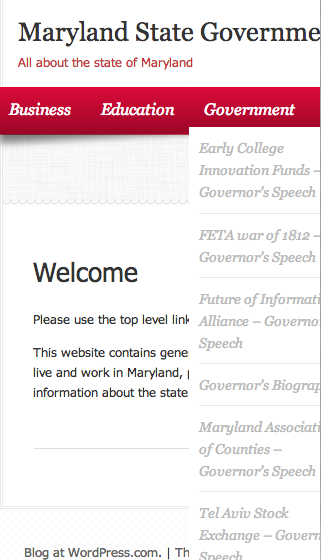 Maryland State Governme
All about the state of Maryland
Business Education Government
Early College
Innovation Funds –
Governor's Speech
FETA war of 1812 –
Governor's Speech
Future of Informati
Alliance – Governo
Speech
Governor's Biograp
Maryland Associati
of Counties –
Governor's Speech
Tel Aviv Stock
Exchange – Govern
Speech
Welcome
Please use the top level link
This website contains gene
live and work in Maryland, p
information about the state
Blog at WordPress.com. | Th